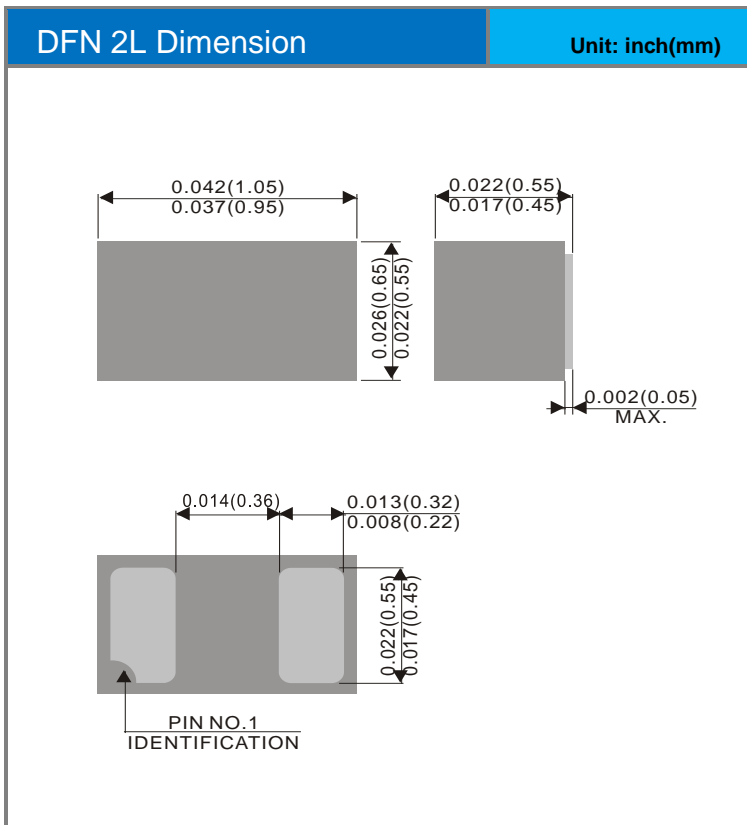 DFN 2L Dimension
Unit: inch(mm)
0.042(1.05)
0.037(0.95)
0.022(0.55)
0.017(0.45)
0.026(0.65)
0.022(0.55)
0.002(0.05)
MAX.
0.014(0.36)
0.013(0.32)
0.008(0.22)
0.022(0.55)
0.017(0.45)
PIN NO.1
IDENTIFICATION